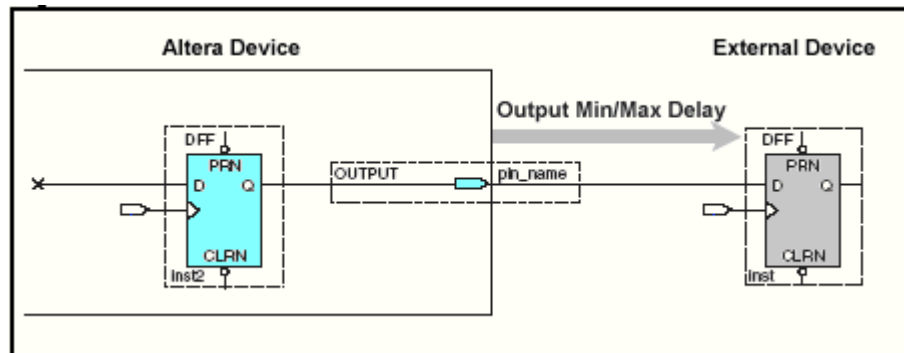 Altera Device
External Device
Output Min/Max Delay
DFF
PRN
D Q
CLRN
Inst2
OUTPUT
pin_name
DFF
PRN
D Q
CLRN
Inst